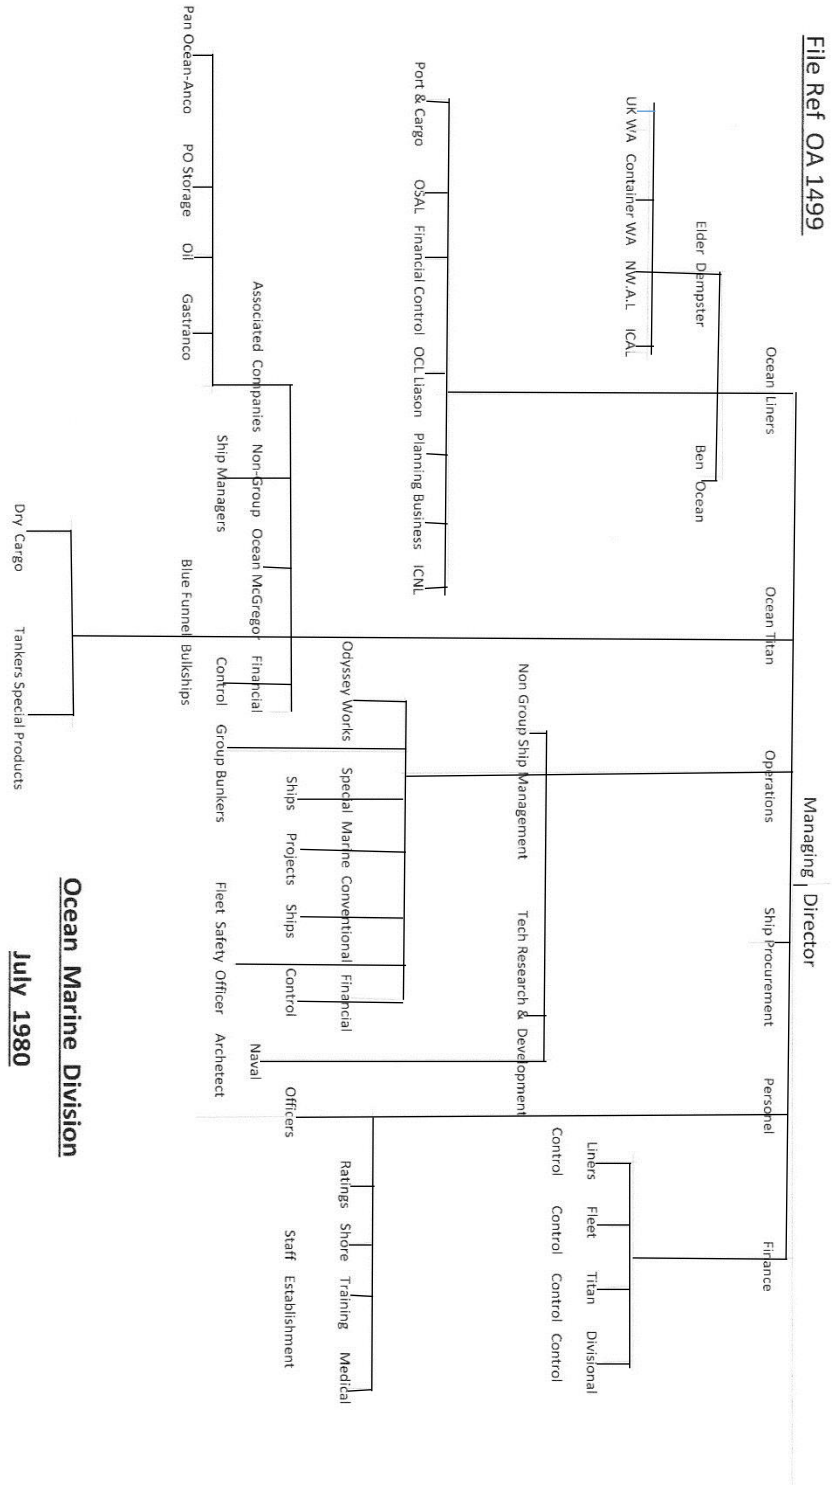 File Ref OA 1499
Managing Director
Ocean Liners Ocean Titan Operations Ship Procurement Personel Finance
Elder Dempster Ben Ocean
UK WA Container WA NW.A.L ICAL
Liners Fleet Titan Divisional
Control Control Control Control
Non Group Ship Management Tech Research & Development
Port & Cargo OSAL Financial Control OCL Liason Planning Business ICNL
Odyssey Works Special Marine Conventional Financial
Ratings Shore Training Medical
Ships Projects Ships Control
Officers Staff Establishment
Associated Companies Non-Group Ocean McGregor Financial
Naval
Ship Managers Control Group Bunkers Fleet Safety Officer Archetect
Pan Ocean-Anco PO Storage Oil Gastranco
Blue Funnel Bulkships
Ocean Marine Division
July 1980
Dry Cargo Tankers Special Products